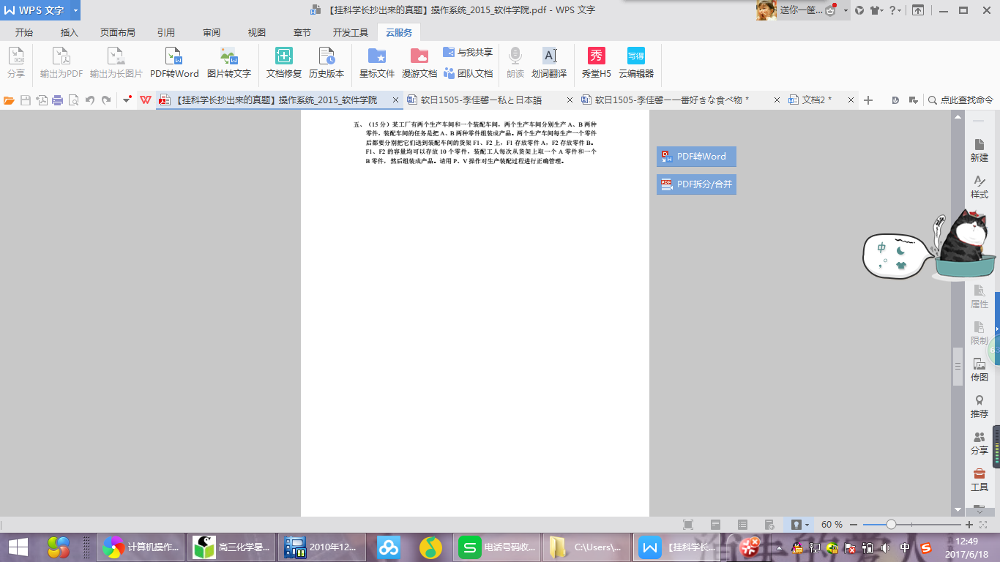 WPS 文字
【挂科学长抄出来的真题】操作系统_2015_软件学院.pdf - WPS 文字
送你一筐...
开始 插入 页面布局 引用 审阅 视图 章节 开发工具 云服务
分享 输出为PDF 输出为长图片 PDF转Word 图片转文字 文档修复 历史版本 星标文件 漫游文档 与我共享 团队文档 朗读 划词翻译 秀堂H5 云编辑器
秀
写得
【挂科学长抄出来的真题】操作系统_2015_软件学院 软日1505-李佳馨一私と日本語 软日1505-李佳馨一一番好きな食べ物 * 文档2 * 点此查找命令
五、（15 分）某工厂有两个生产车间和一个装配车间，两个生产车间分别生产 A、B 两种
零件，装配车间的任务是把 A、B 两种零件组装成产品。两个生产车间每生产一个零件
后都要分别把它们送到装配车间的货架 F1、F2 上，F1 存放零件 A，F2 存放零件 B。
F1、F2 的容量均可以存放 10 个零件，装配工人每次从货架上取一个 A 零件和一个
B 零件，然后组装成产品。请用 P、V 操作对生产装配过程进行正确管理。
PDF转Word
PDF拆分/合并
新建
样式
中
属性
限制
传图
推荐
分享
工具
60 %
计算机操作...
高三化学暑...
2010年12...
电话号码收...
C:\Users\...
【挂科学长...
中
12:49
2017/6/18